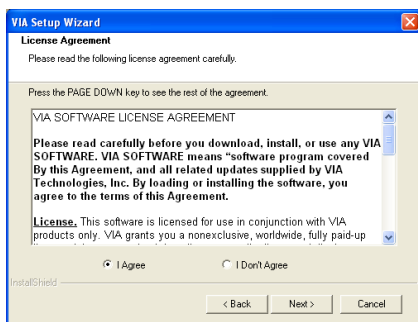 VIA Setup Wizard
License Agreement
Please read the following license agreement carefully.
Press the PAGE DOWN key to see the rest of the agreement.
VIA SOFTWARE LICENSE AGREEMENT
Please read carefully before you download, install, or use any VIA
SOFTWARE. VIA SOFTWARE means “software program covered
By this Agreement, and all related updates supplied by VIA
Technologies, Inc. By loading or installing the software, you
agree to the terms of this Agreement.
License. This software is licensed for use in conjunction with VIA
products only. VIA grants you a nonexclusive, worldwide, fully paid-up
I Agree
I Don't Agree
InstallShield
< Back
Next >
Cancel